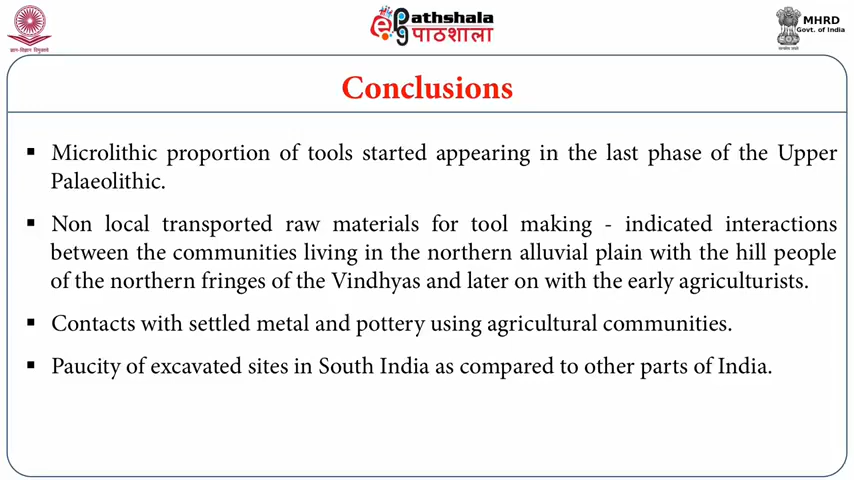 ePathshala
पाठशाला
MHRD
Govt. of India
Conclusions
▪ Microlithic proportion of tools started appearing in the last phase of the Upper
Palaeolithic.
▪ Non local transported raw materials for tool making - indicated interactions
between the communities living in the northern alluvial plain with the hill people
of the northern fringes of the Vindhyas and later on with the early agriculturists.
▪ Contacts with settled metal and pottery using agricultural communities.
▪ Paucity of excavated sites in South India as compared to other parts of India.